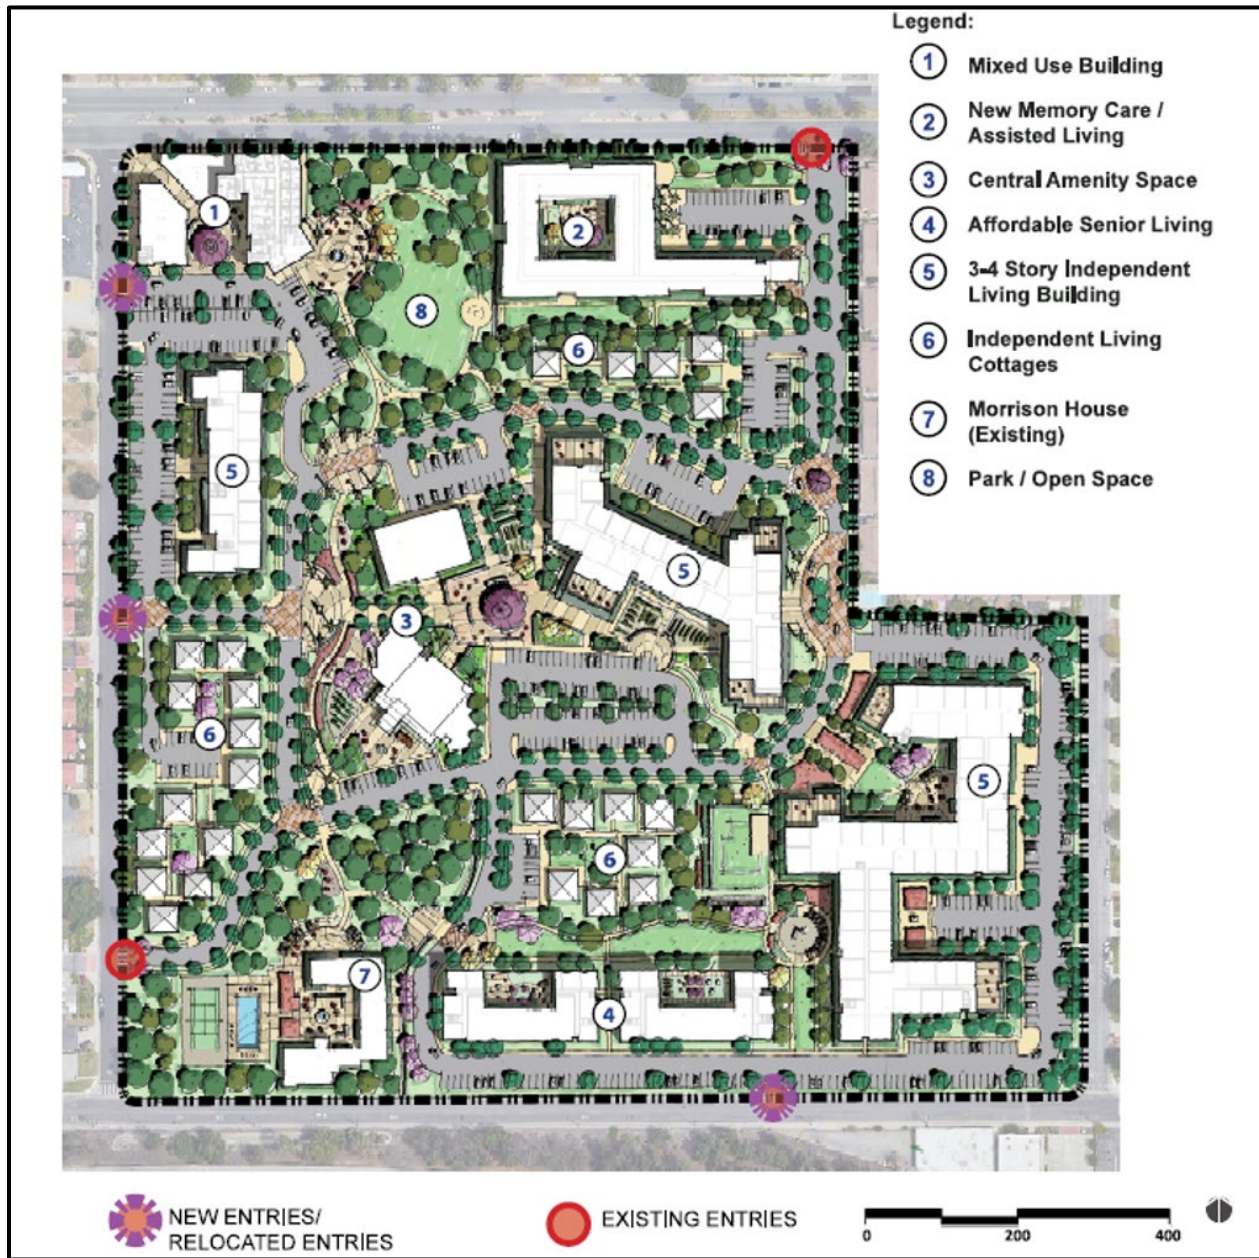 Legend:
1 Mixed Use Building
2 New Memory Care /
Assisted Living
3 Central Amenity Space
4 Affordable Senior Living
5 3-4 Story Independent
Living Building
6 Independent Living
Cottages
7 Morrison House
(Existing)
8 Park / Open Space
1
2
8
6
5
5
3
6
5
6
7
4
NEW ENTRIES/
RELOCATED ENTRIES
EXISTING ENTRIES
0 200 400